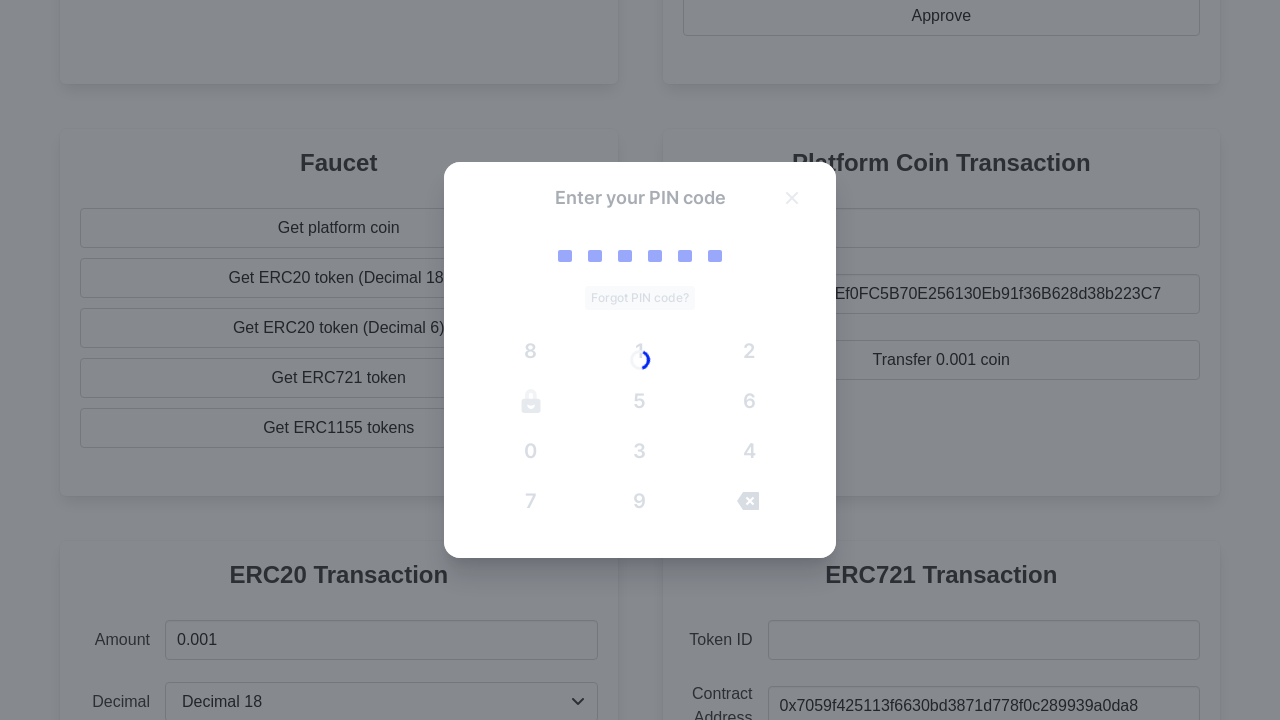 Approve
Faucet
Platform Coin Transaction
Get platform coin
Get ERC20 token (Decimal 18
Get ERC20 token (Decimal 6)
Get ERC721 token
Get ERC1155 tokens
Ef0FC5B70E256130Eb91f36B628d38b223C7
Transfer 0.001 coin
Enter your PIN code
Forgot PIN code?
8 1 2
5 6
0 3 4
7 9
ERC20 Transaction
Amount 0.001
Decimal Decimal 18
ERC721 Transaction
Token ID
Contract
Address 0x7059f425113f6630bd3871d778f0c289939a0da8